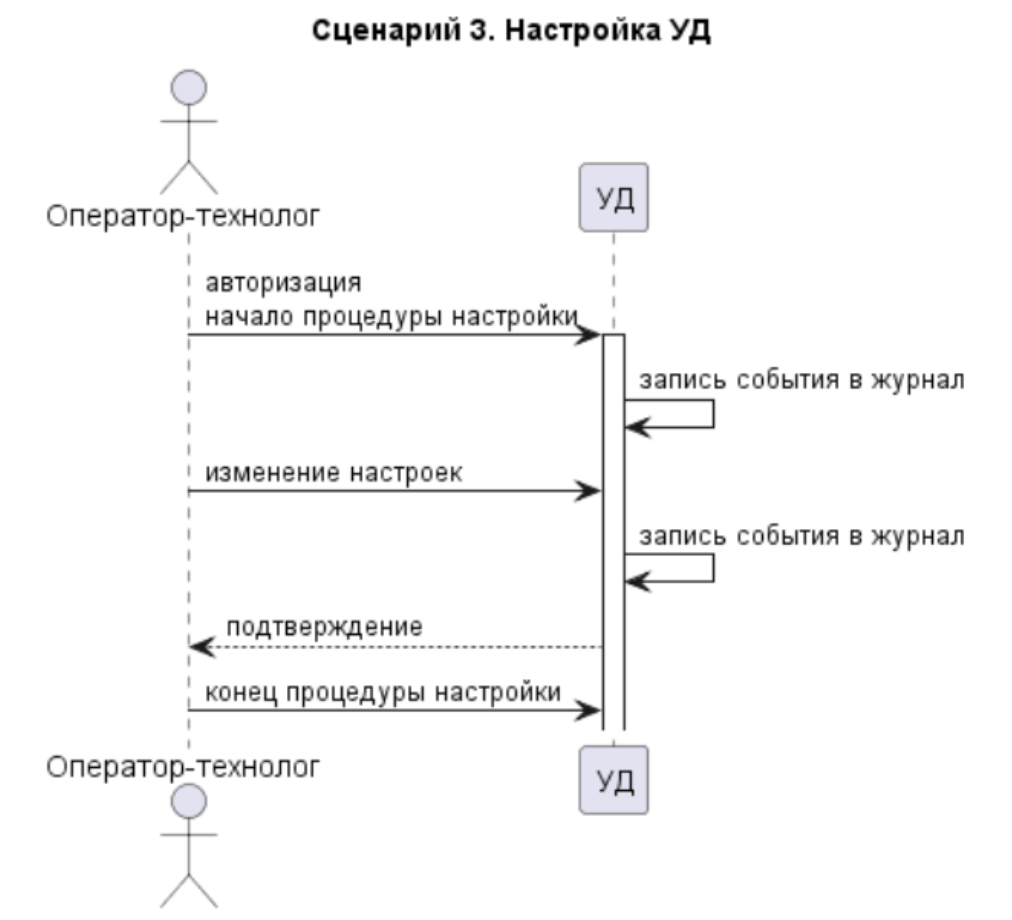 Сценарий 3. Настройка УД
Оператор-технолог
УД
авторизация
начало процедуры настройки
запись события в журнал
изменение настроек
запись события в журнал
подтверждение
конец процедуры настройки
Оператор-технолог
УД